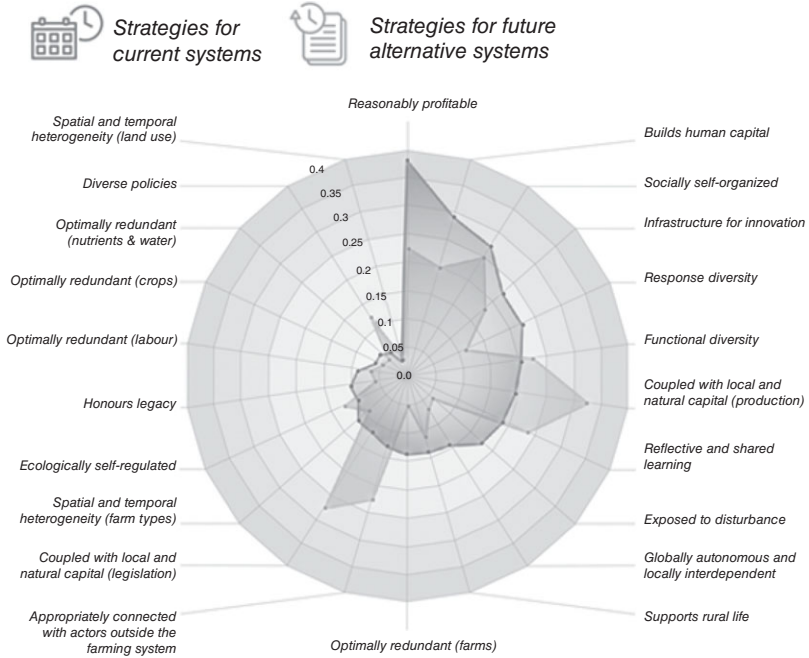 Strategies for
current systems
Strategies for future
alternative systems
Reasonably profitable
Builds human capital
Socially self-organized
Infrastructure for innovation
Response diversity
Functional diversity
Coupled with local and
natural capital (production)
Reflective and shared
learning
Exposed to disturbance
Globally autonomous and
locally interdependent
Supports rural life
Optimally redundant (farms)
Appropriately connected
with actors outside the
farming system
Coupled with local and
natural capital (legislation)
Spatial and temporal
heterogeneity (farm types)
Ecologically self-regulated
Honours legacy
Optimally redundant (labour)
Optimally redundant (crops)
Optimally redundant
(nutrients & water)
Diverse policies
Spatial and temporal
heterogeneity (land use)
0.4
0.35
0.3
0.25
0.2
0.15
0.1
0.05
0.0